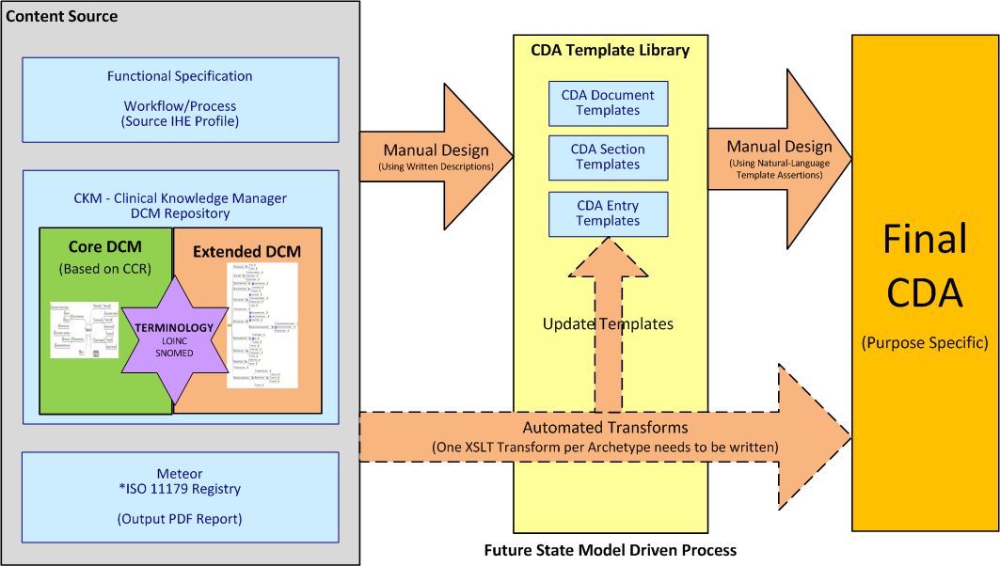 Content Source
Functional Specification
Workflow/Process
(Source IHE Profile)
CKM - Clinical Knowledge Manager
DCM Repository
Core DCM
(Based on CCR)
Extended DCM
TERMINOLOGY
LOINC
SNOMED
Meteor
*ISO 11179 Registry
(Output PDF Report)
Manual Design
(Using Written Descriptions)
CDA Template Library
CDA Document
Templates
CDA Section
Templates
CDA Entry
Templates
Update Templates
Manual Design
(Using Natural-Language
Template Assertions)
Automated Transforms
(One XSLT Transform per Archetype needs to be written)
Final
CDA
(Purpose Specific)
Future State Model Driven Process